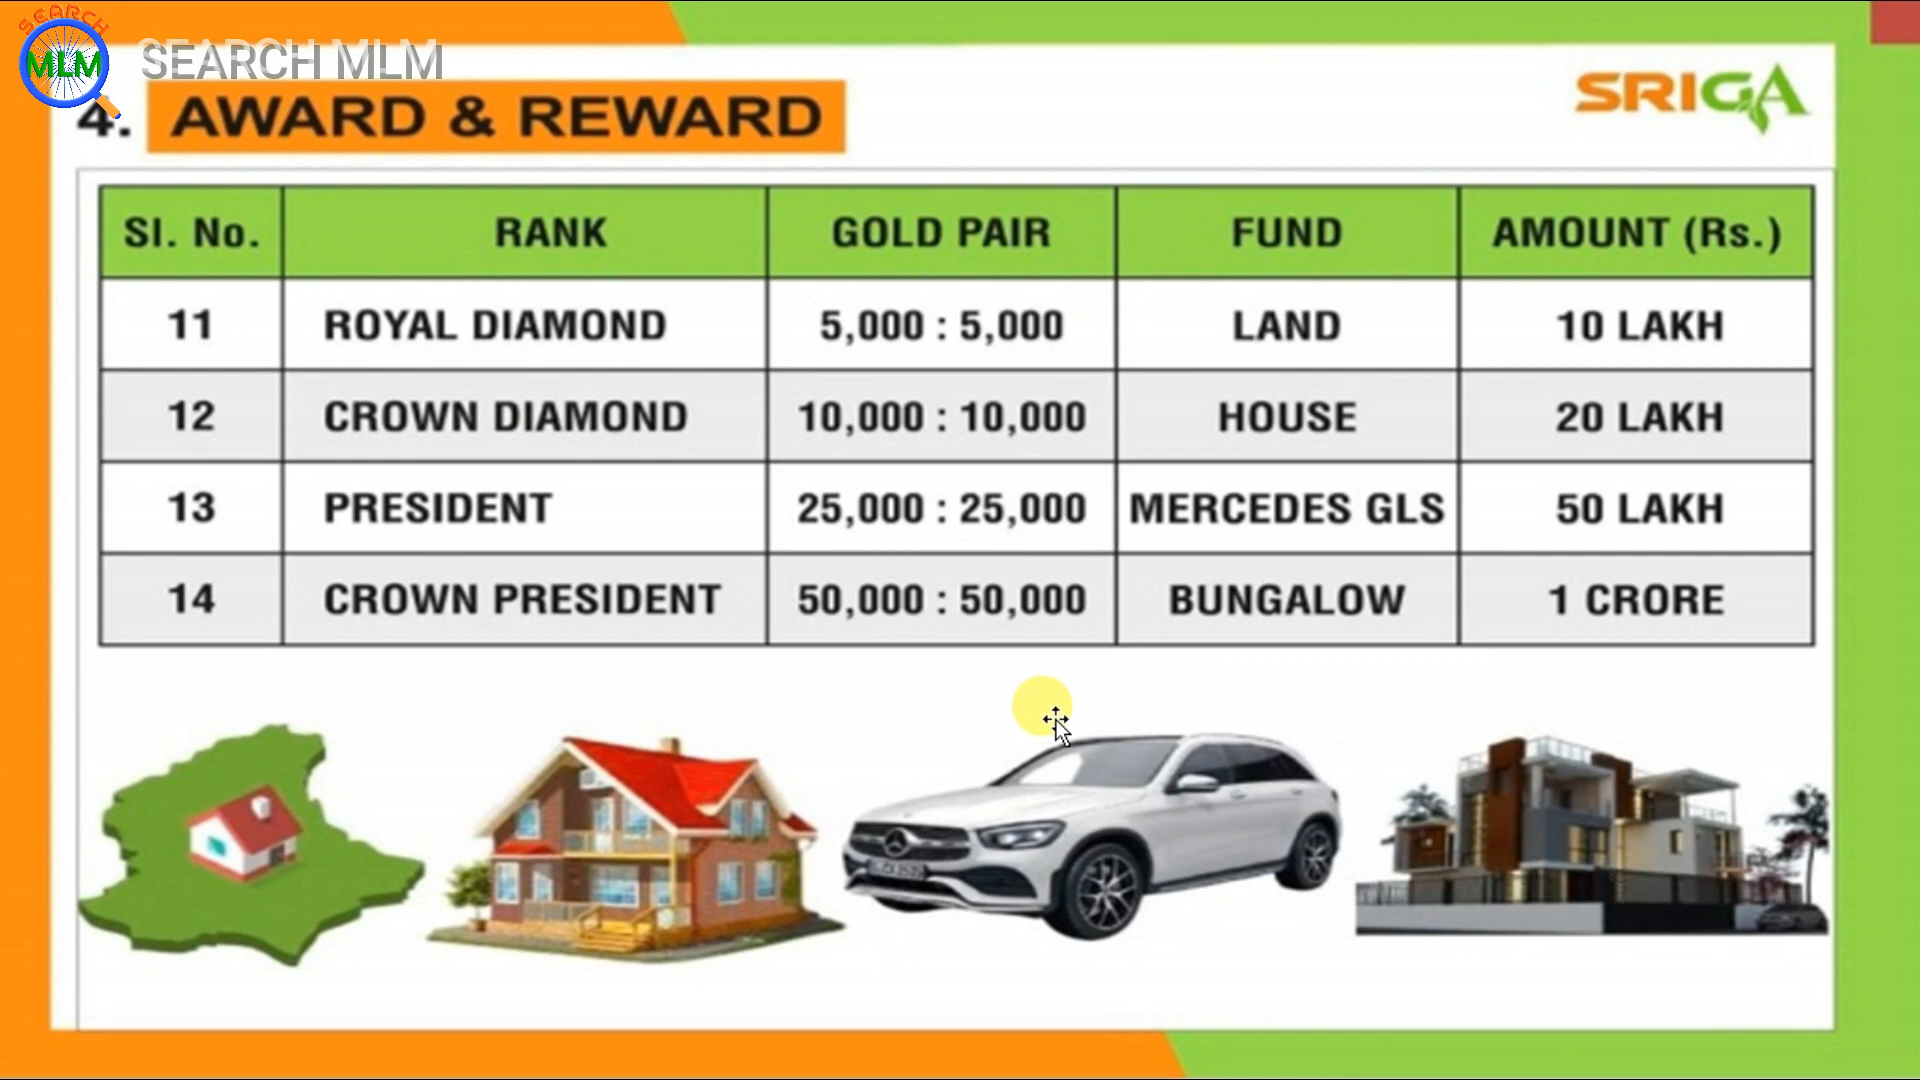 SEARCH
MLM
SEARCH MLM
4. AWARD & REWARD
SRIGA
SI. No. RANK GOLD PAIR FUND AMOUNT (Rs.)
11 ROYAL DIAMOND 5,000 : 5,000 LAND 10 LAKH
12 CROWN DIAMOND 10,000 : 10,000 HOUSE 20 LAKH
13 PRESIDENT 25,000 : 25,000 MERCEDES GLS 50 LAKH
14 CROWN PRESIDENT 50,000 : 50,000 BUNGALOW 1 CRORE